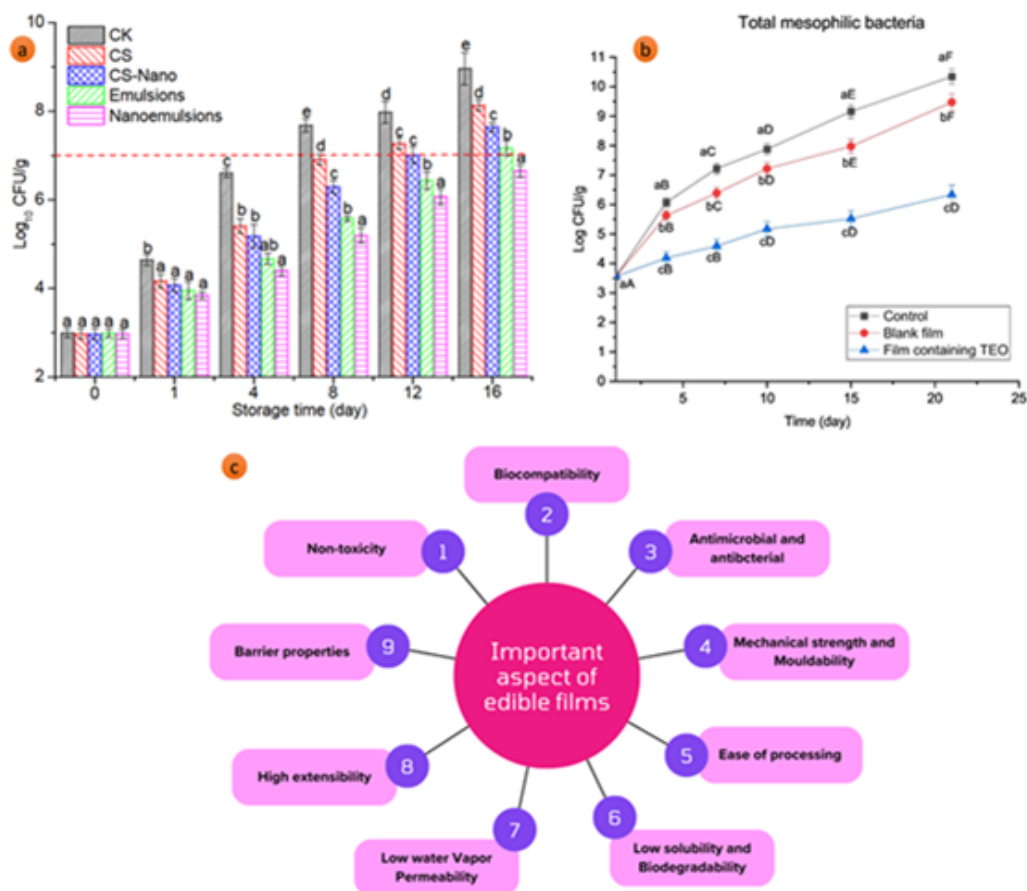 a
CK
CS
CS-Nano
Emulsions
Nanoemulsions
Log10 CFU/g
10
8
6
4
2
a a a a a
b a a a a
c b b ab a
e d c b a
e d c b a
e d c b a
0 1 4 8 12 16
Storage time (day)
b
Total mesophilic bacteria
Log CFU/g
11
10
9
8
7
6
5
4
3
2
1
0
aA
aB
aC
aD
aE
aF
bB
bC
bD
bE
bF
cB
cB
cD
cD
cD
Control
Blank film
Film containing TEO
5 10 15 20 25
Time (day)
c
Important
aspect of
edible films
1
Non-toxicity
2
Biocompatibility
3
Antimicrobial and
antibcterial
4
Mechanical strength and
Mouldability
5
Ease of processing
6
Low solubility and
Biodegradability
7
Low water Vapor
Permeability
8
High extensibility
9
Barrier properties